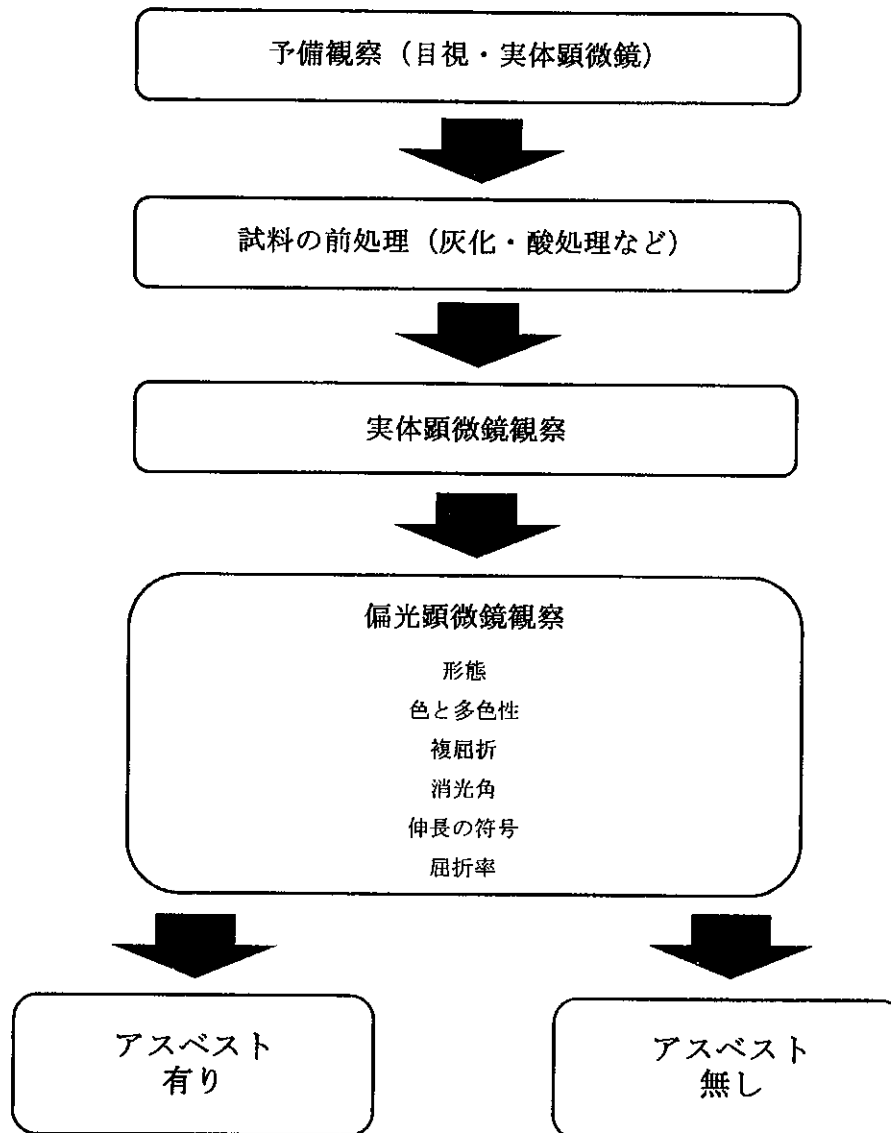 予備観察（目視・実体顕微鏡）
試料の前処理（灰化・酸処理など）
実体顕微鏡観察
偏光顕微鏡観察
形態
色と多色性
複屈折
消光角
伸長の符号
屈折率
アスベスト
有り
アスベスト
無し